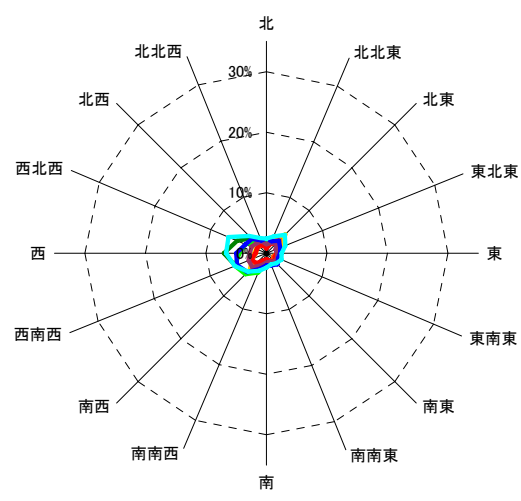 北
北北西
北北東
30%
北西
北東
20%
西北西
東北東
10%
西
0%
東
西南西
東南東
南西
南東
南南西
南南東
南